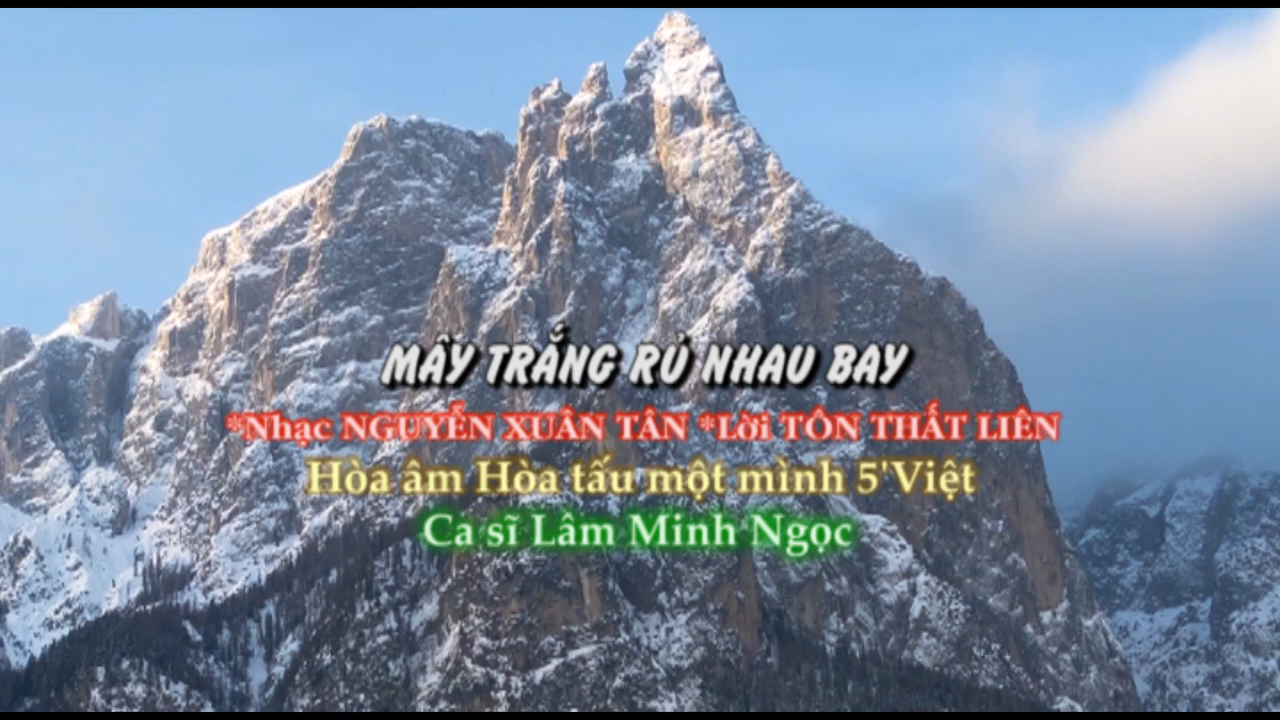 MÂY TRẮNG RỦ NHAU BAY
*Nhạc NGUYỄN XUÂN TÂN *Lời TÔN THẤT LIÊN
Hòa âm Hòa tấu một mình 5'Việt
Ca sĩ Lâm Minh Ngọc